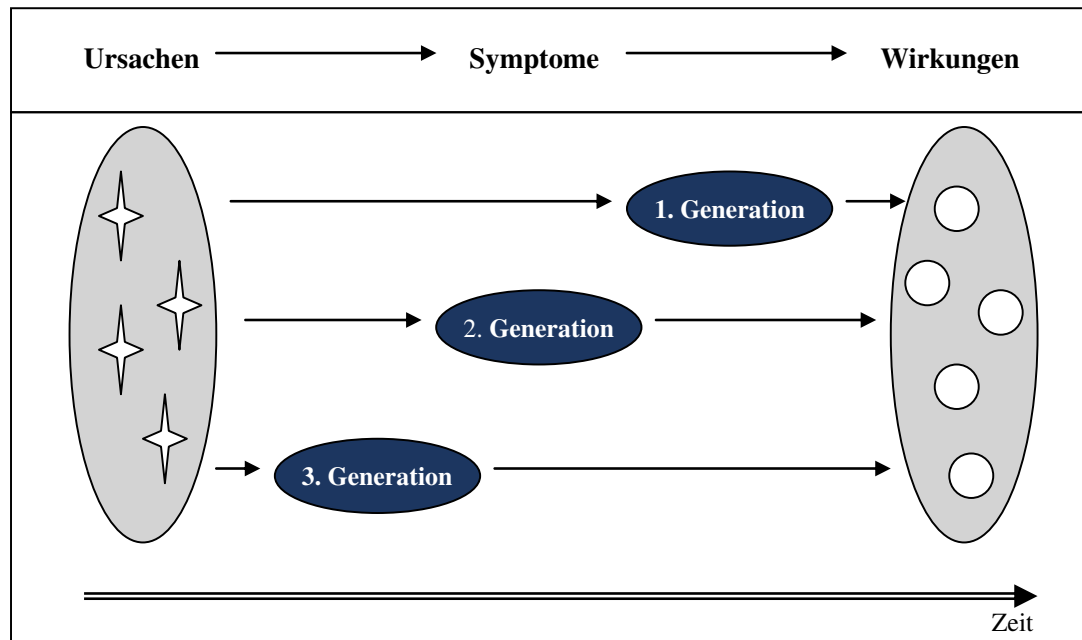 Ursachen Symptome Wirkungen
1. Generation
2. Generation
3. Generation
Zeit